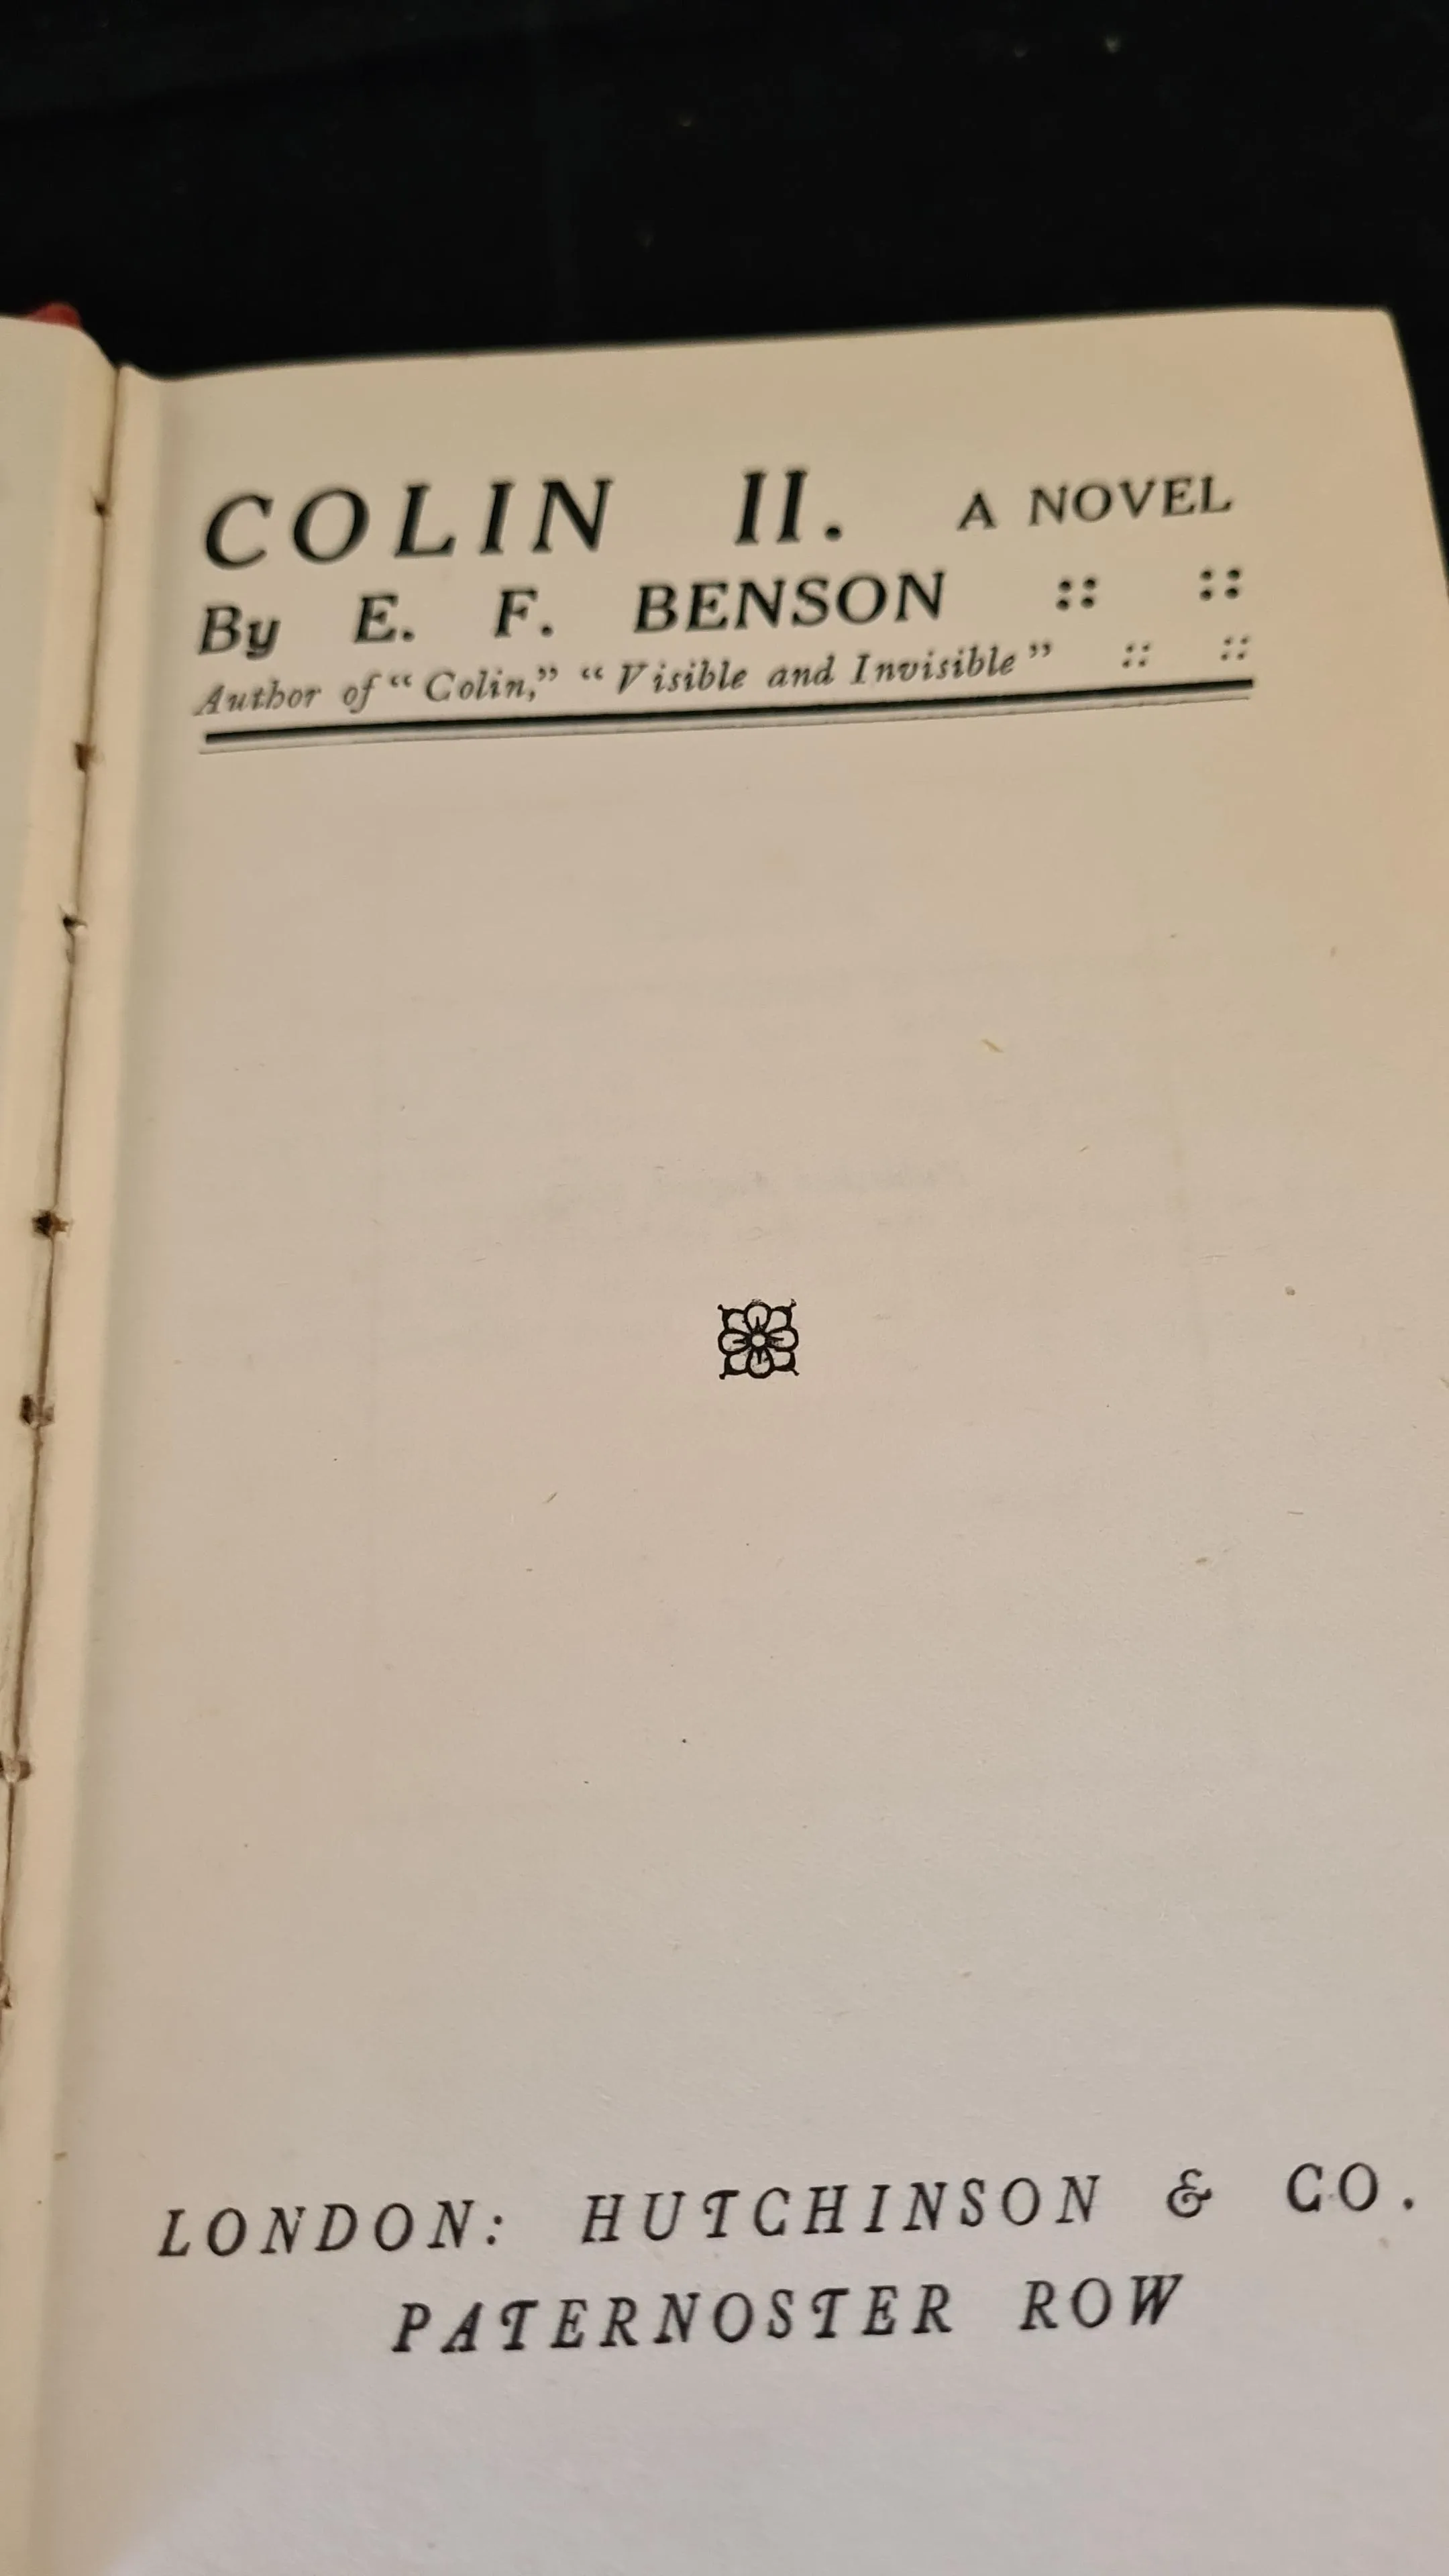 COLIN II. A NOVEL
By E. F. BENSON :: ::
Author of “Colin,” “Visible and Invisible” :: ::
LONDON: HUTCHINSON & CO.
PATERNOSTER ROW